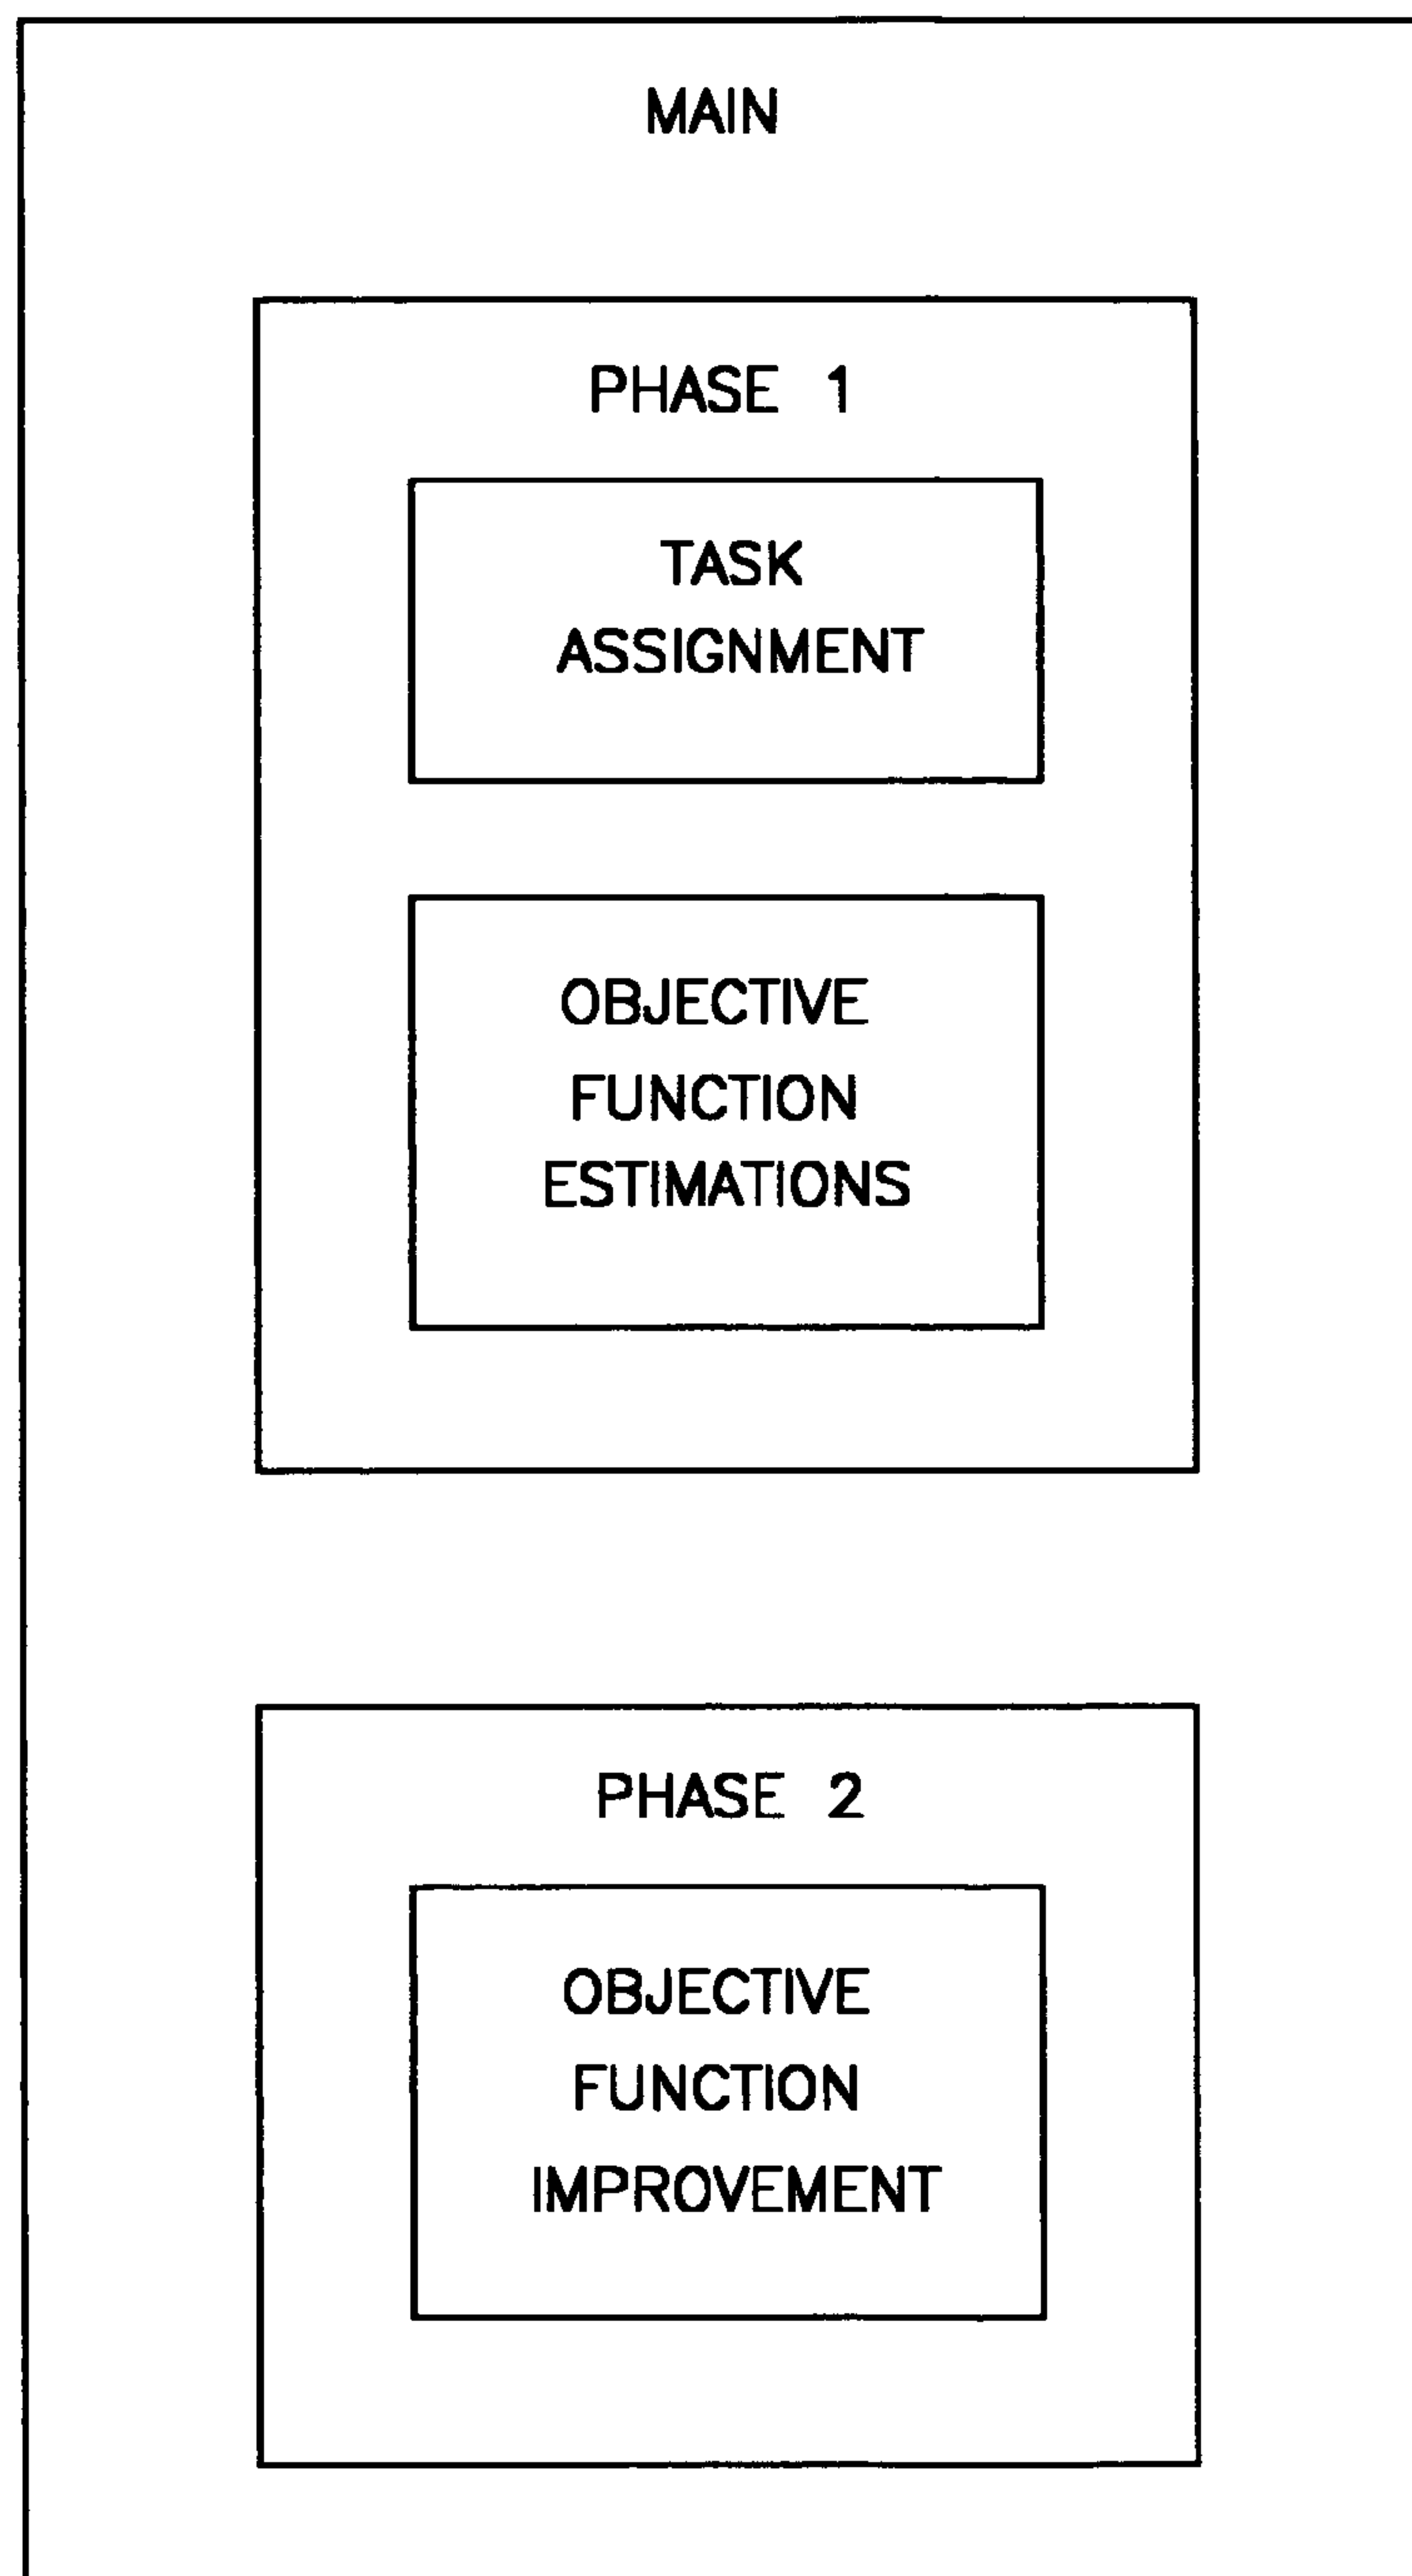 MAIN
PHASE 1
TASK
ASSIGNMENT
OBJECTIVE
FUNCTION
ESTIMATIONS
PHASE 2
OBJECTIVE
FUNCTION
IMPROVEMENT